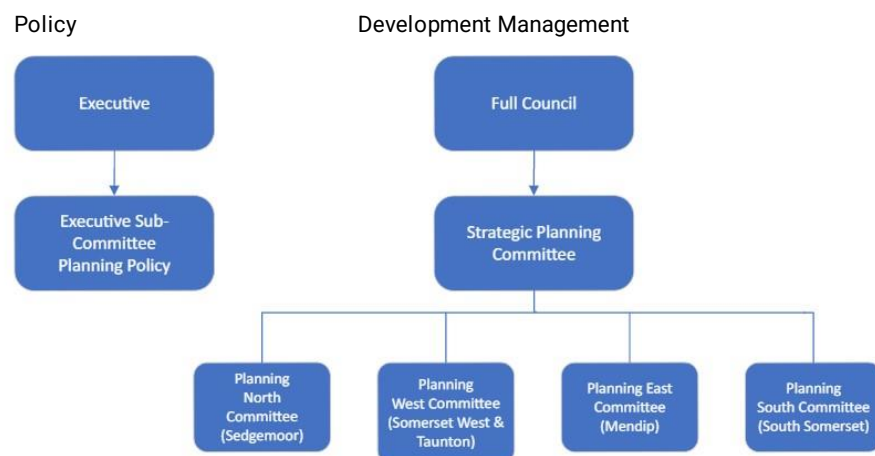 Policy
Development Management
Executive
Full Council
Executive Sub-
Committee
Planning Policy
Strategic Planning
Committee
Planning
North
Committee
(Sedgemoor)
Planning
West Committee
(Somerset West &
Taunton)
Planning East
Committee
(Mendip)
Planning
South Committee
(South Somerset)